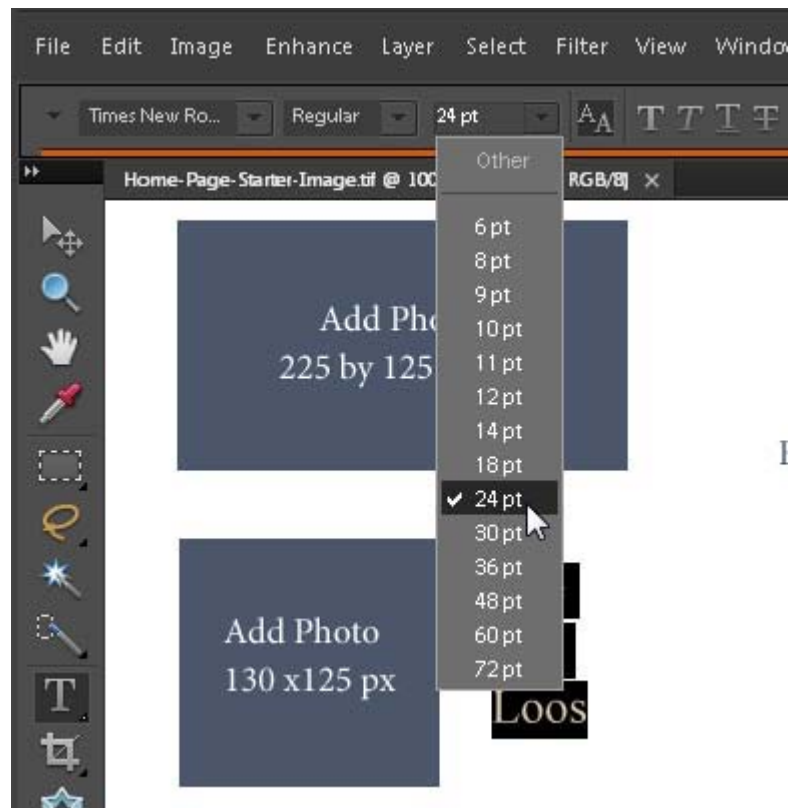 File Edit Image Enhance Layer Select Filter View Windo
Times New Ro... Regular 24 pt AA T T T T
Home-Page-Starter-Image.tif @ 100 RGB/8) ×
Other
6 pt
8 pt
9 pt
10 pt
11 pt
12 pt
14 pt
18 pt
24 pt
30 pt
36 pt
48 pt
60 pt
72 pt
Add Pho
225 by 125
Add Photo
130 x125 px
Loos
T